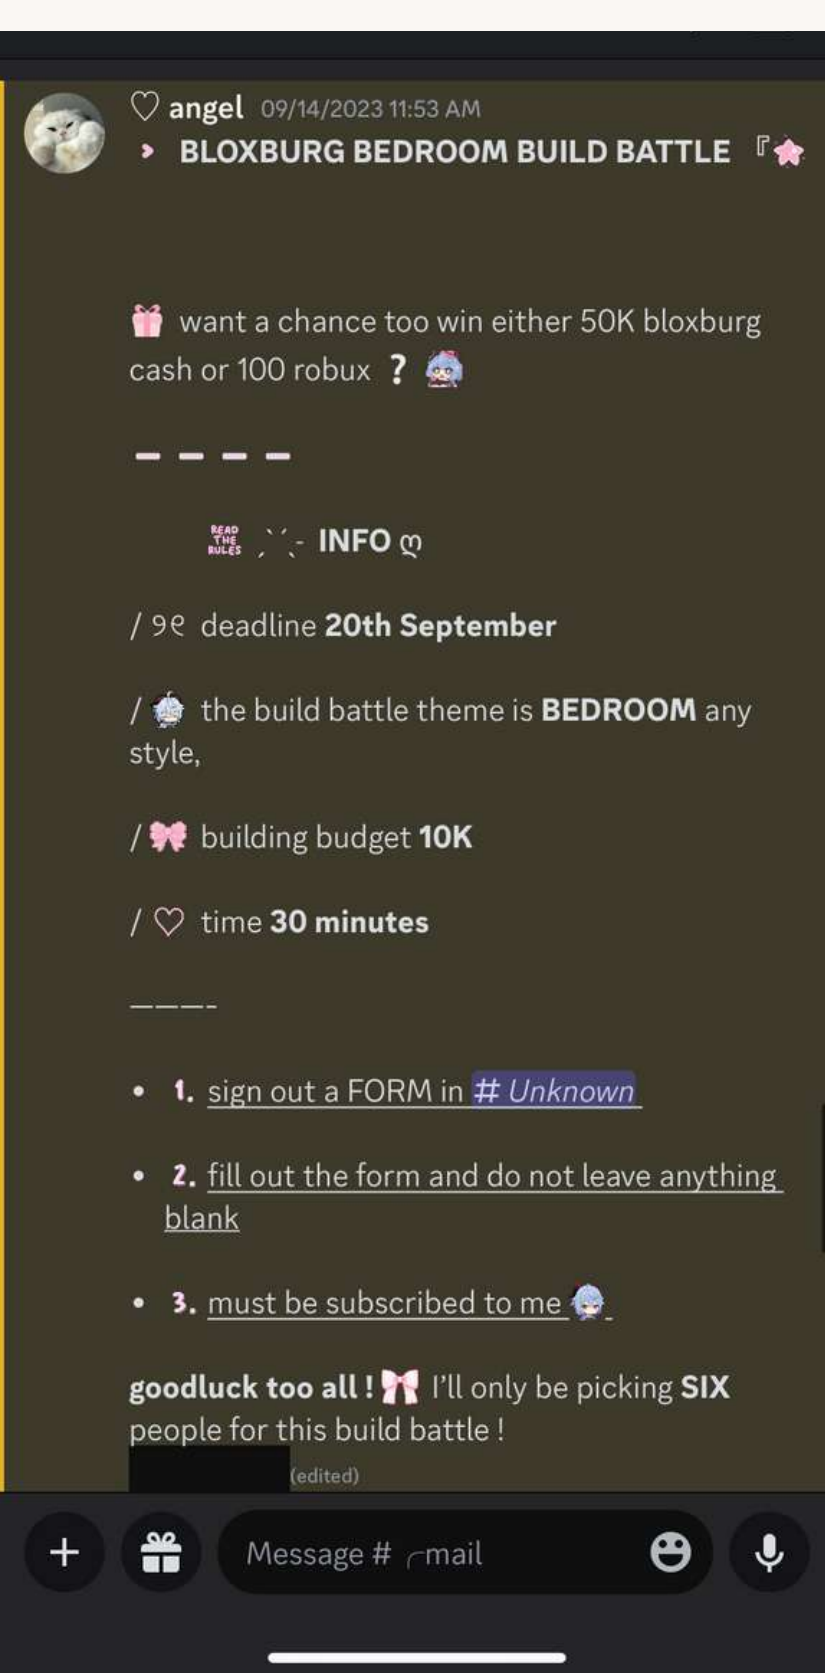 ♡ angel 09/14/2023 11:53 AM
BLOXBURG BEDROOM BUILD BATTLE 『
want a chance too win either 50K bloxburg
cash or 100 robux ?
READ
THE
RULES
INFO ღ
/ ୨୧ deadline 20th September
/ the build battle theme is BEDROOM any
style,
/ building budget 10K
/ ♡ time 30 minutes
———-
• 1. sign out a FORM in # Unknown
• 2. fill out the form and do not leave anything
blank
• 3. must be subscribed to me
goodluck too all ! I'll only be picking SIX
people for this build battle !
(edited)
Message # ╭mail